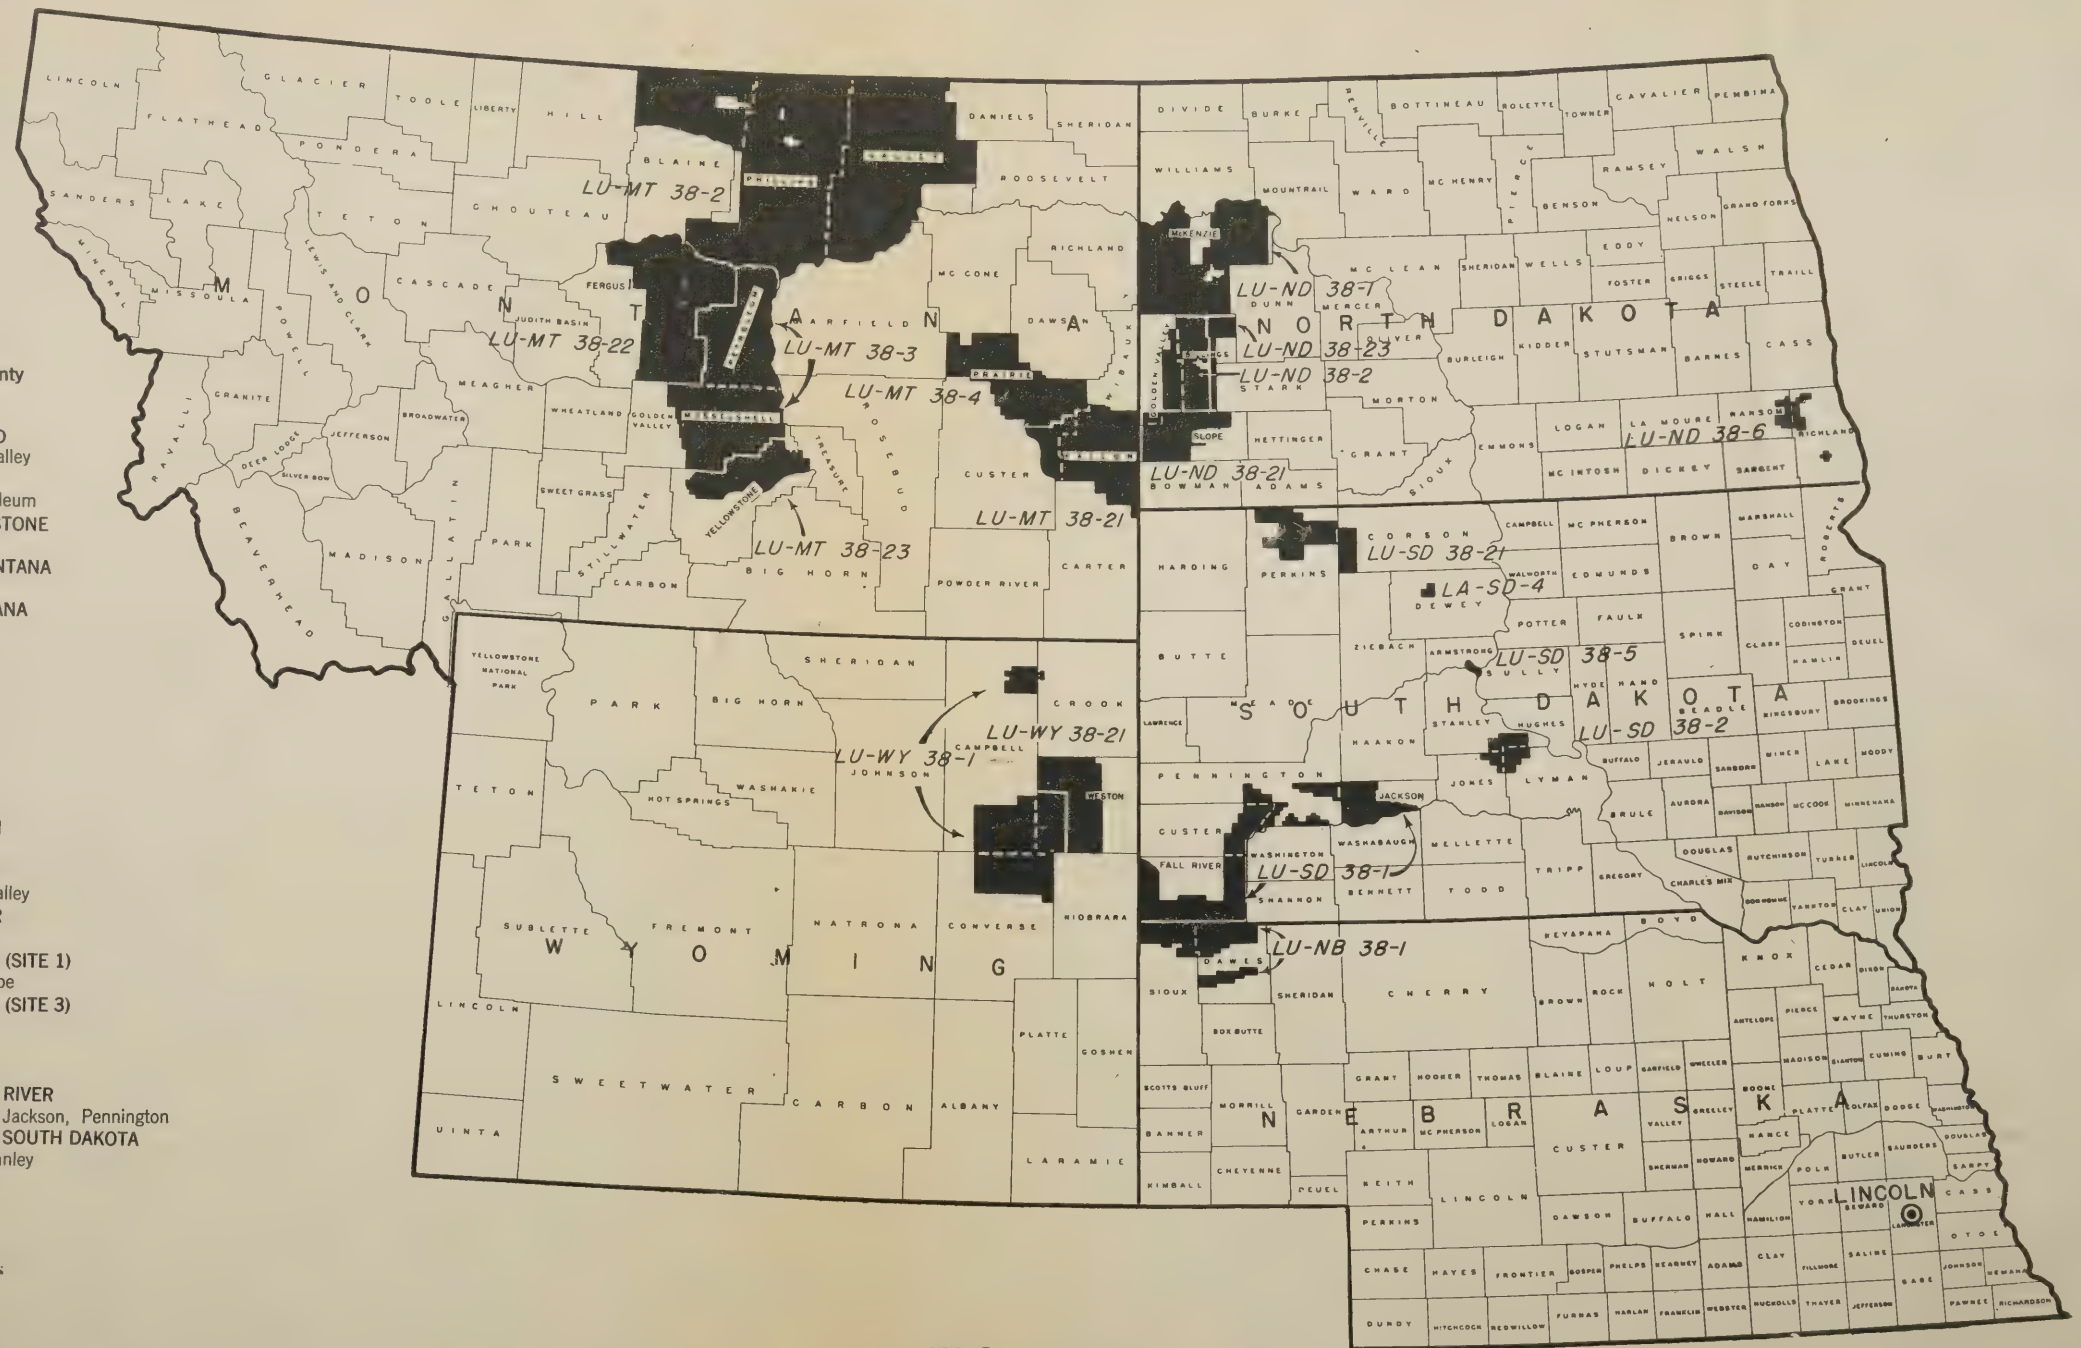 nty
D
alley
leum
STONE
NTANA
ANA
alley
R
(SITE 1)
pe
(SITE 3)
RIVER
Jackson, Pennington
SOUTH DAKOTA
nley
MONTANA
LINCOLN
FLATHEAD
GLACIER
TOOLE
LIBERTY
HILL
BLAINE
PHILLIPS
VALLEY
DANIELS
SHERIDAN
ROOSEVELT
PONDERA
SANDERS
LAKE
TETON
CHOUTEAU
LU-MT 38-2
MINERAL
MISSOULA
POWELL
LEWIS AND CLARK
CASCADE
JUDITH BASIN
FERGUS
LU-MT 38-22
PETROLEUM
GARFIELD
LU-MT 38-3
MC CONE
RICHLAND
DAWSON
WIBAUX
PRAIRIE
LU-MT 38-4
RAVALLI
GRANITE
DEER LODGE
SILVER BOW
JEFFERSON
BROADWATER
MEAGHER
WHEATLAND
GOLDEN VALLEY
MUSSELSHELL
TREASURE
ROSEBUD
CUSTER
FALLON
LU-MT 38-21
BEAVERHEAD
MADISON
GALLATIN
PARK
SWEET GRASS
STILLWATER
CARBON
YELLOWSTONE
LU-MT 38-23
BIG HORN
POWDER RIVER
CARTER
NORTH DAKOTA
DIVIDE
BURKE
RENVILLE
BOTTINEAU
ROLETTE
TOWNER
CAVALIER
PEMBINA
WILLIAMS
MOUNTRAIL
WARD
MC HENRY
PIERCE
BENSON
RAMSEY
WALSH
NELSON
GRAND FORKS
McKENZIE
LU-ND 38-1
DUNN
MERCER
OLIVER
MC LEAN
SHERIDAN
WELLS
EDDY
FOSTER
GRIGGS
STEELE
TRAILL
GOLDEN VALLEY
BILLINGS
LU-ND 38-23
LU-ND 38-2
STARK
MORTON
BURLEIGH
KIDDER
STUTSMAN
BARNES
CASS
SLOPE
HETTINGER
GRANT
SIOUX
EMMONS
LOGAN
LA MOURE
RANSOM
LU-ND 38-6
RICHLAND
LU-ND 38-21
BOWMAN
ADAMS
MC INTOSH
DICKEY
SARGENT
SOUTH DAKOTA
HARDING
PERKINS
CORSON
LU-SD 38-21
LA-SD-4
DEWEY
CAMPBELL
MC PHERSON
BROWN
MARSHALL
ROBERTS
WALWORTH
EDMUNDS
DAY
GRANT
BUTTE
ZIEBACH
ARMSTRONG
POTTER
FAULK
SPINK
CLARK
CODINGTON
DEUEL
HAMLIN
LU-SD 38-5
SULLY
HYDE
HAND
BEADLE
KINGSBURY
BROOKINGS
LAWRENCE
MEADE
HAAKON
STANLEY
HUGHES
LU-SD 38-2
PENNINGTON
JACKSON
JONES
LYMAN
BUFFALO
JERAULD
SANBORN
MINER
LAKE
MOODY
CUSTER
WASHINGTON
WASHABAUGH
MELLETTE
BRULE
AURORA
DAVISON
HANSON
MC COOK
MINNEHAHA
FALL RIVER
LU-SD 38-1
SHANNON
BENNETT
TODD
TRIPP
GREGORY
DOUGLAS
CHARLES MIX
HUTCHINSON
TURNER
LINCOLN
BON HOMME
YANKTON
CLAY
UNION
WYOMING
YELLOWSTONE
NATIONAL
PARK
PARK
BIG HORN
SHERIDAN
CAMPBELL
CROOK
LU-WY 38-21
LU-WY 38-1
JOHNSON
WESTON
TETON
HOT SPRINGS
WASHAKIE
SUBLETTE
FREMONT
NATRONA
CONVERSE
NIOBRARA
LINCOLN
SWEETWATER
CARBON
ALBANY
PLATTE
GOSHEN
UINTA
LARAMIE
NEBRASKA
LU-NB 38-1
SIOUX
DAWES
SHERIDAN
CHERRY
KEYAPAHA
BOYD
BROWN
ROCK
HOLT
KNOX
CEDAR
DIXON
DAKOTA
BOX BUTTE
ANTELOPE
PIERCE
WAYNE
THURSTON
SCOTTS BLUFF
MORRILL
GARDEN
GRANT
HOOKER
THOMAS
BLAINE
LOUP
GARFIELD
WHEELER
MADISON
STANTON
CUMING
BURT
BANNER
ARTHUR
MC PHERSON
LOGAN
CUSTER
VALLEY
GREELEY
BOONE
NANCE
PLATTE
COLFAX
DODGE
WASHINGTON
KIMBALL
CHEYENNE
DEUEL
KEITH
LINCOLN
SHERMAN
HOWARD
MERRICK
POLK
BUTLER
SAUNDERS
DOUGLAS
SARPY
PERKINS
DAWSON
BUFFALO
HALL
HAMILTON
YORK
SEWARD
LINCOLN
LANCASTER
CASS
OTOE
CHASE
HAYES
FRONTIER
GOSPER
PHELPS
KEARNEY
ADAMS
CLAY
FILLMORE
SALINE
GAGE
JOHNSON
NEMAHA
DUNDY
HITCHCOCK
REDWILLOW
FURNAS
HARLAN
FRANKLIN
WEBSTER
NUCKOLLS
THAYER
JEFFERSON
PAWNEE
RICHARDSON